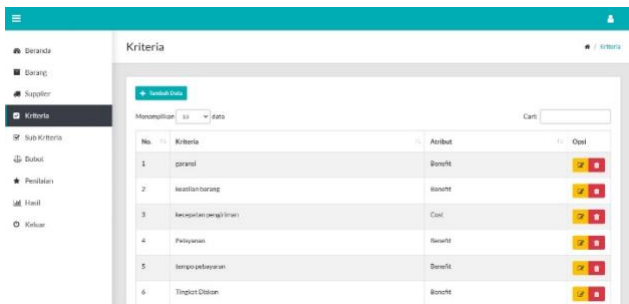 Kriteria
/ Kriteria
Beranda
Barang
Supplier
Kriteria
Sub Kriteria
Bobot
Penilaian
Hasil
Keluar
+ Tambah Data
Menampilkan 10 data
Cari:
No. Kriteria Atribut Opsi
1 garansi Benefit
2 keaslian barang Benefit
3 kecepatan pengiriman Cost
4 Pelayanan Benefit
5 tempo pebayaran Benefit
6 Tingkat Diskon Benefit